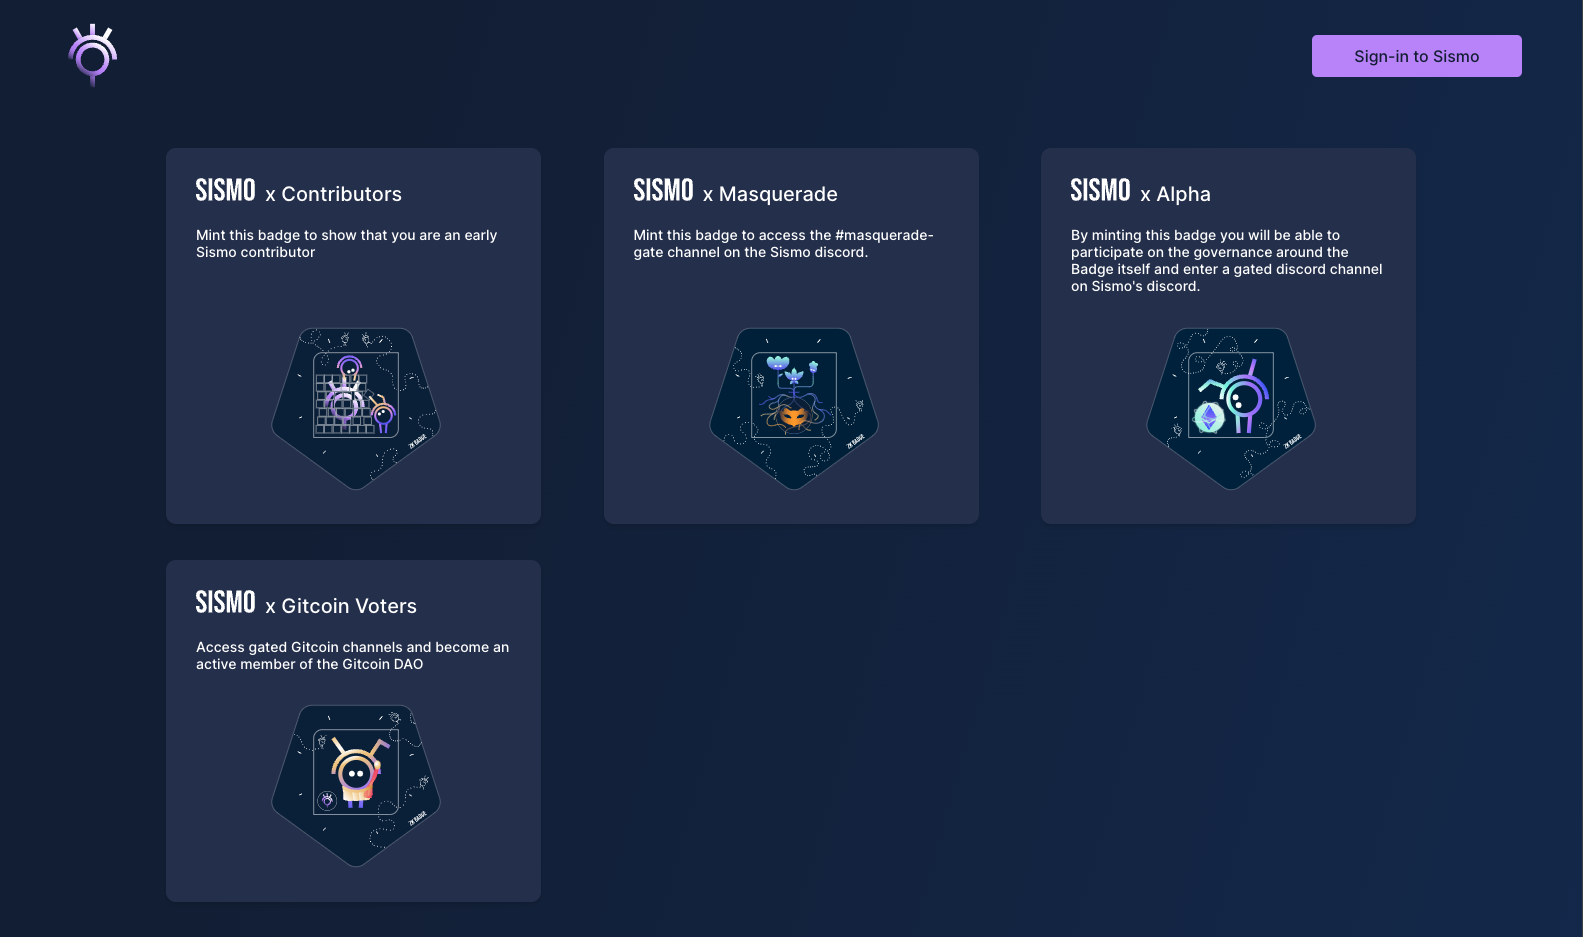 Sign-in to Sismo
SISMO x Contributors
Mint this badge to show that you are an early
Sismo contributor
ZK BADGE
SISMO x Masquerade
Mint this badge to access the #masquerade-
gate channel on the Sismo discord.
ZK BADGE
SISMO x Alpha
By minting this badge you will be able to
participate on the governance around the
Badge itself and enter a gated discord channel
on Sismo's discord.
ZK BADGE
SISMO x Gitcoin Voters
Access gated Gitcoin channels and become an
active member of the Gitcoin DAO
ZK BADGE